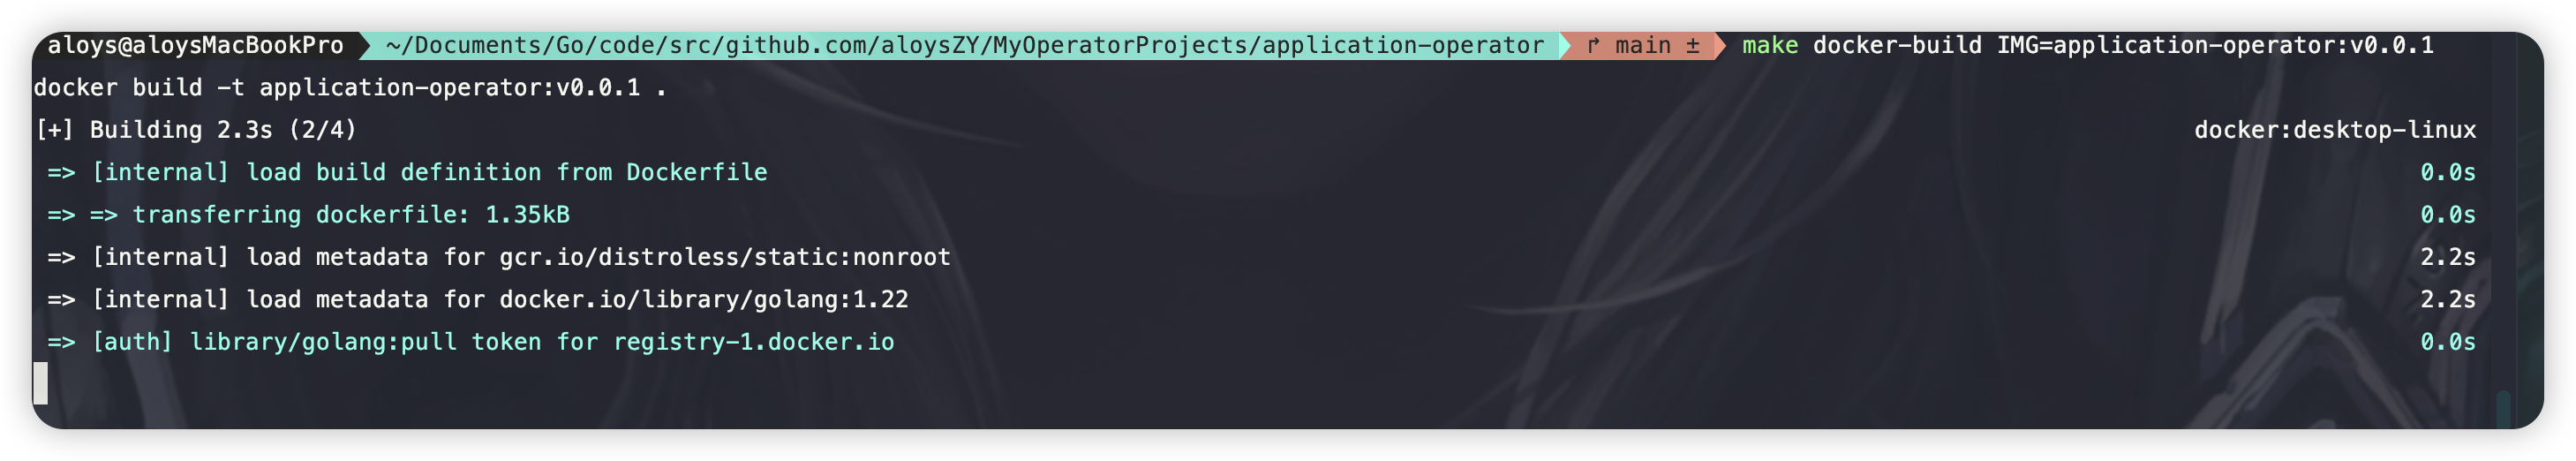 aloys@aloysMacBookPro ~/Documents/Go/code/src/github.com/aloysZY/MyOperatorProjects/application-operator ↱ main ± make docker-build IMG=application-operator:v0.0.1
docker build -t application-operator:v0.0.1 .
[+] Building 2.3s (2/4) docker:desktop-linux
=> [internal] load build definition from Dockerfile 0.0s
=> => transferring dockerfile: 1.35kB 0.0s
=> [internal] load metadata for gcr.io/distroless/static:nonroot 2.2s
=> [internal] load metadata for docker.io/library/golang:1.22 2.2s
=> [auth] library/golang:pull token for registry-1.docker.io 0.0s